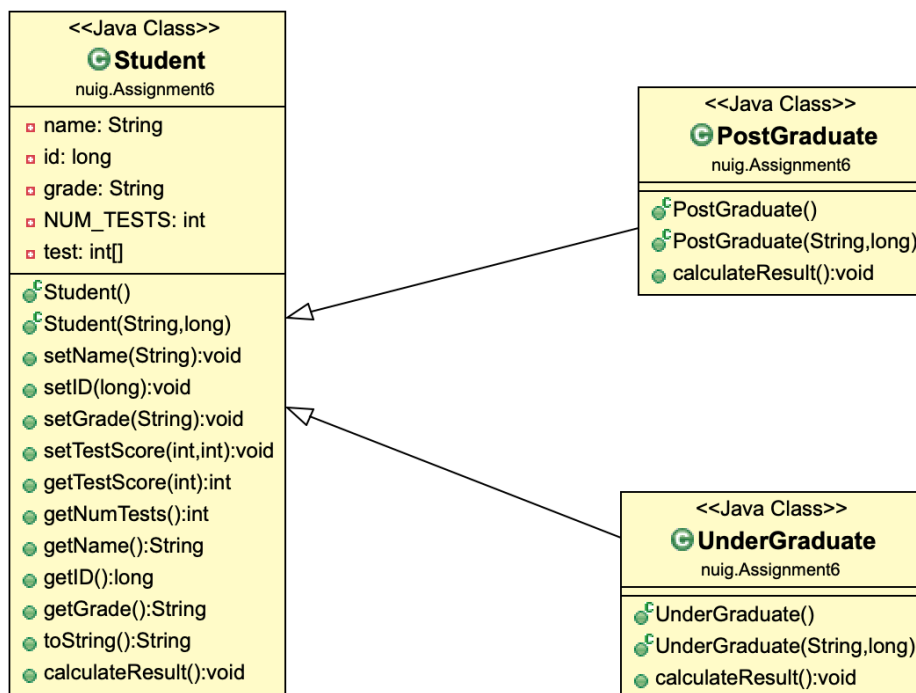 <<Java Class>>
Student
nuig.Assignment6
name: String
id: long
grade: String
NUM_TESTS: int
test: int[]
Student()
Student(String,long)
setName(String):void
setID(long):void
setGrade(String):void
setTestScore(int,int):void
getTestScore(int):int
getNumTests():int
getName():String
getID():long
getGrade():String
toString():String
calculateResult():void
<<Java Class>>
PostGraduate
nuig.Assignment6
PostGraduate()
PostGraduate(String,long)
calculateResult():void
<<Java Class>>
UnderGraduate
nuig.Assignment6
UnderGraduate()
UnderGraduate(String,long)
calculateResult():void